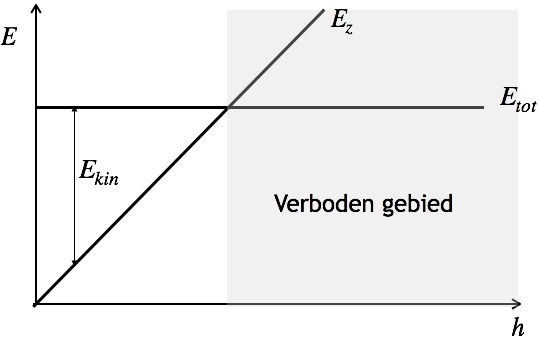 E
E_z
E_tot
E_kin
Verboden gebied
h